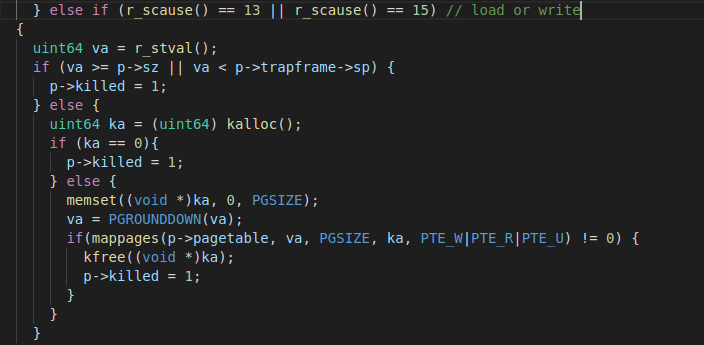 } else if (r_scause() == 13 || r_scause() == 15) // load or write
{
  uint64 va = r_stval();
  if (va >= p->sz || va < p->trapframe->sp) {
    p->killed = 1;
  } else {
    uint64 ka = (uint64) kalloc();
    if (ka == 0){
      p->killed = 1;
    } else {
      memset((void *)ka, 0, PGSIZE);
      va = PGROUNDDOWN(va);
      if(mappages(p->pagetable, va, PGSIZE, ka, PTE_W|PTE_R|PTE_U) != 0) {
        kfree((void *)ka);
        p->killed = 1;
      }
    }
  }